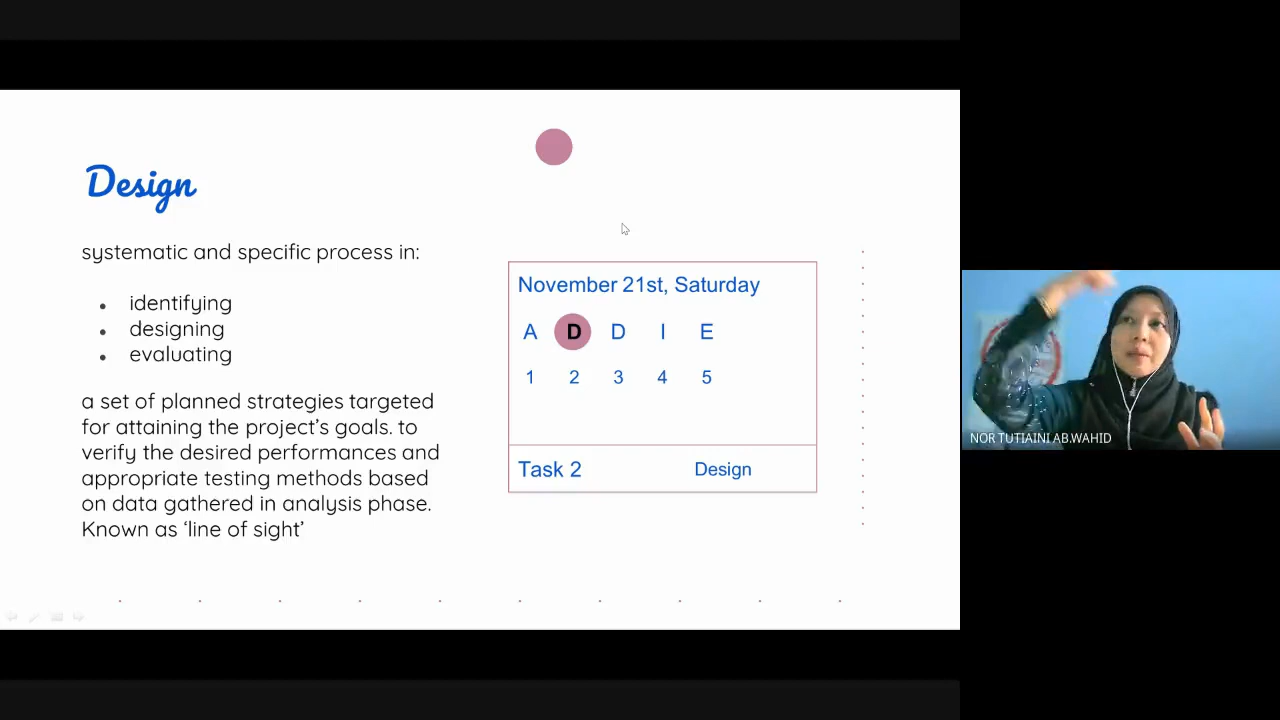 Design
systematic and specific process in:
identifying
designing
evaluating
a set of planned strategies targeted
for attaining the project's goals. to
verify the desired performances and
appropriate testing methods based
on data gathered in analysis phase.
Known as ‘line of sight’
November 21st, Saturday
A D D I E
1 2 3 4 5
Task 2 Design
NOR TUTIAINI AB.WAHID